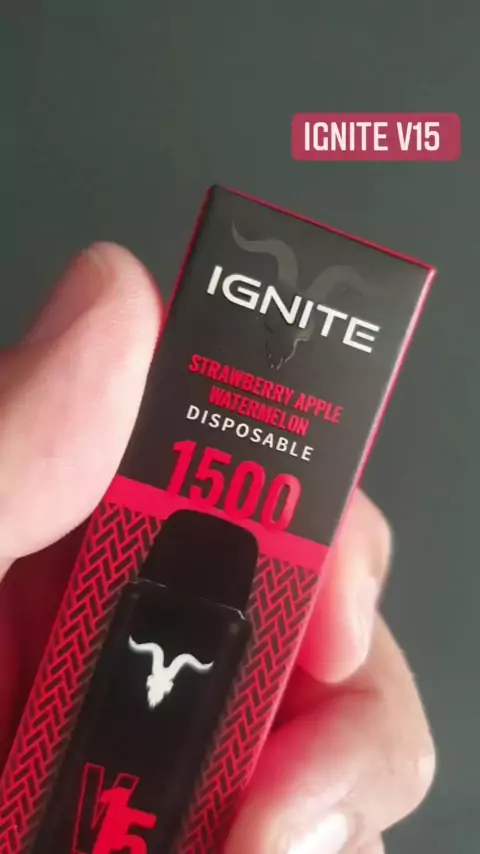 IGNITE V15
IGNITE
STRAWBERRY APPLE
WATERMELON
DISPOSABLE
1500
V15